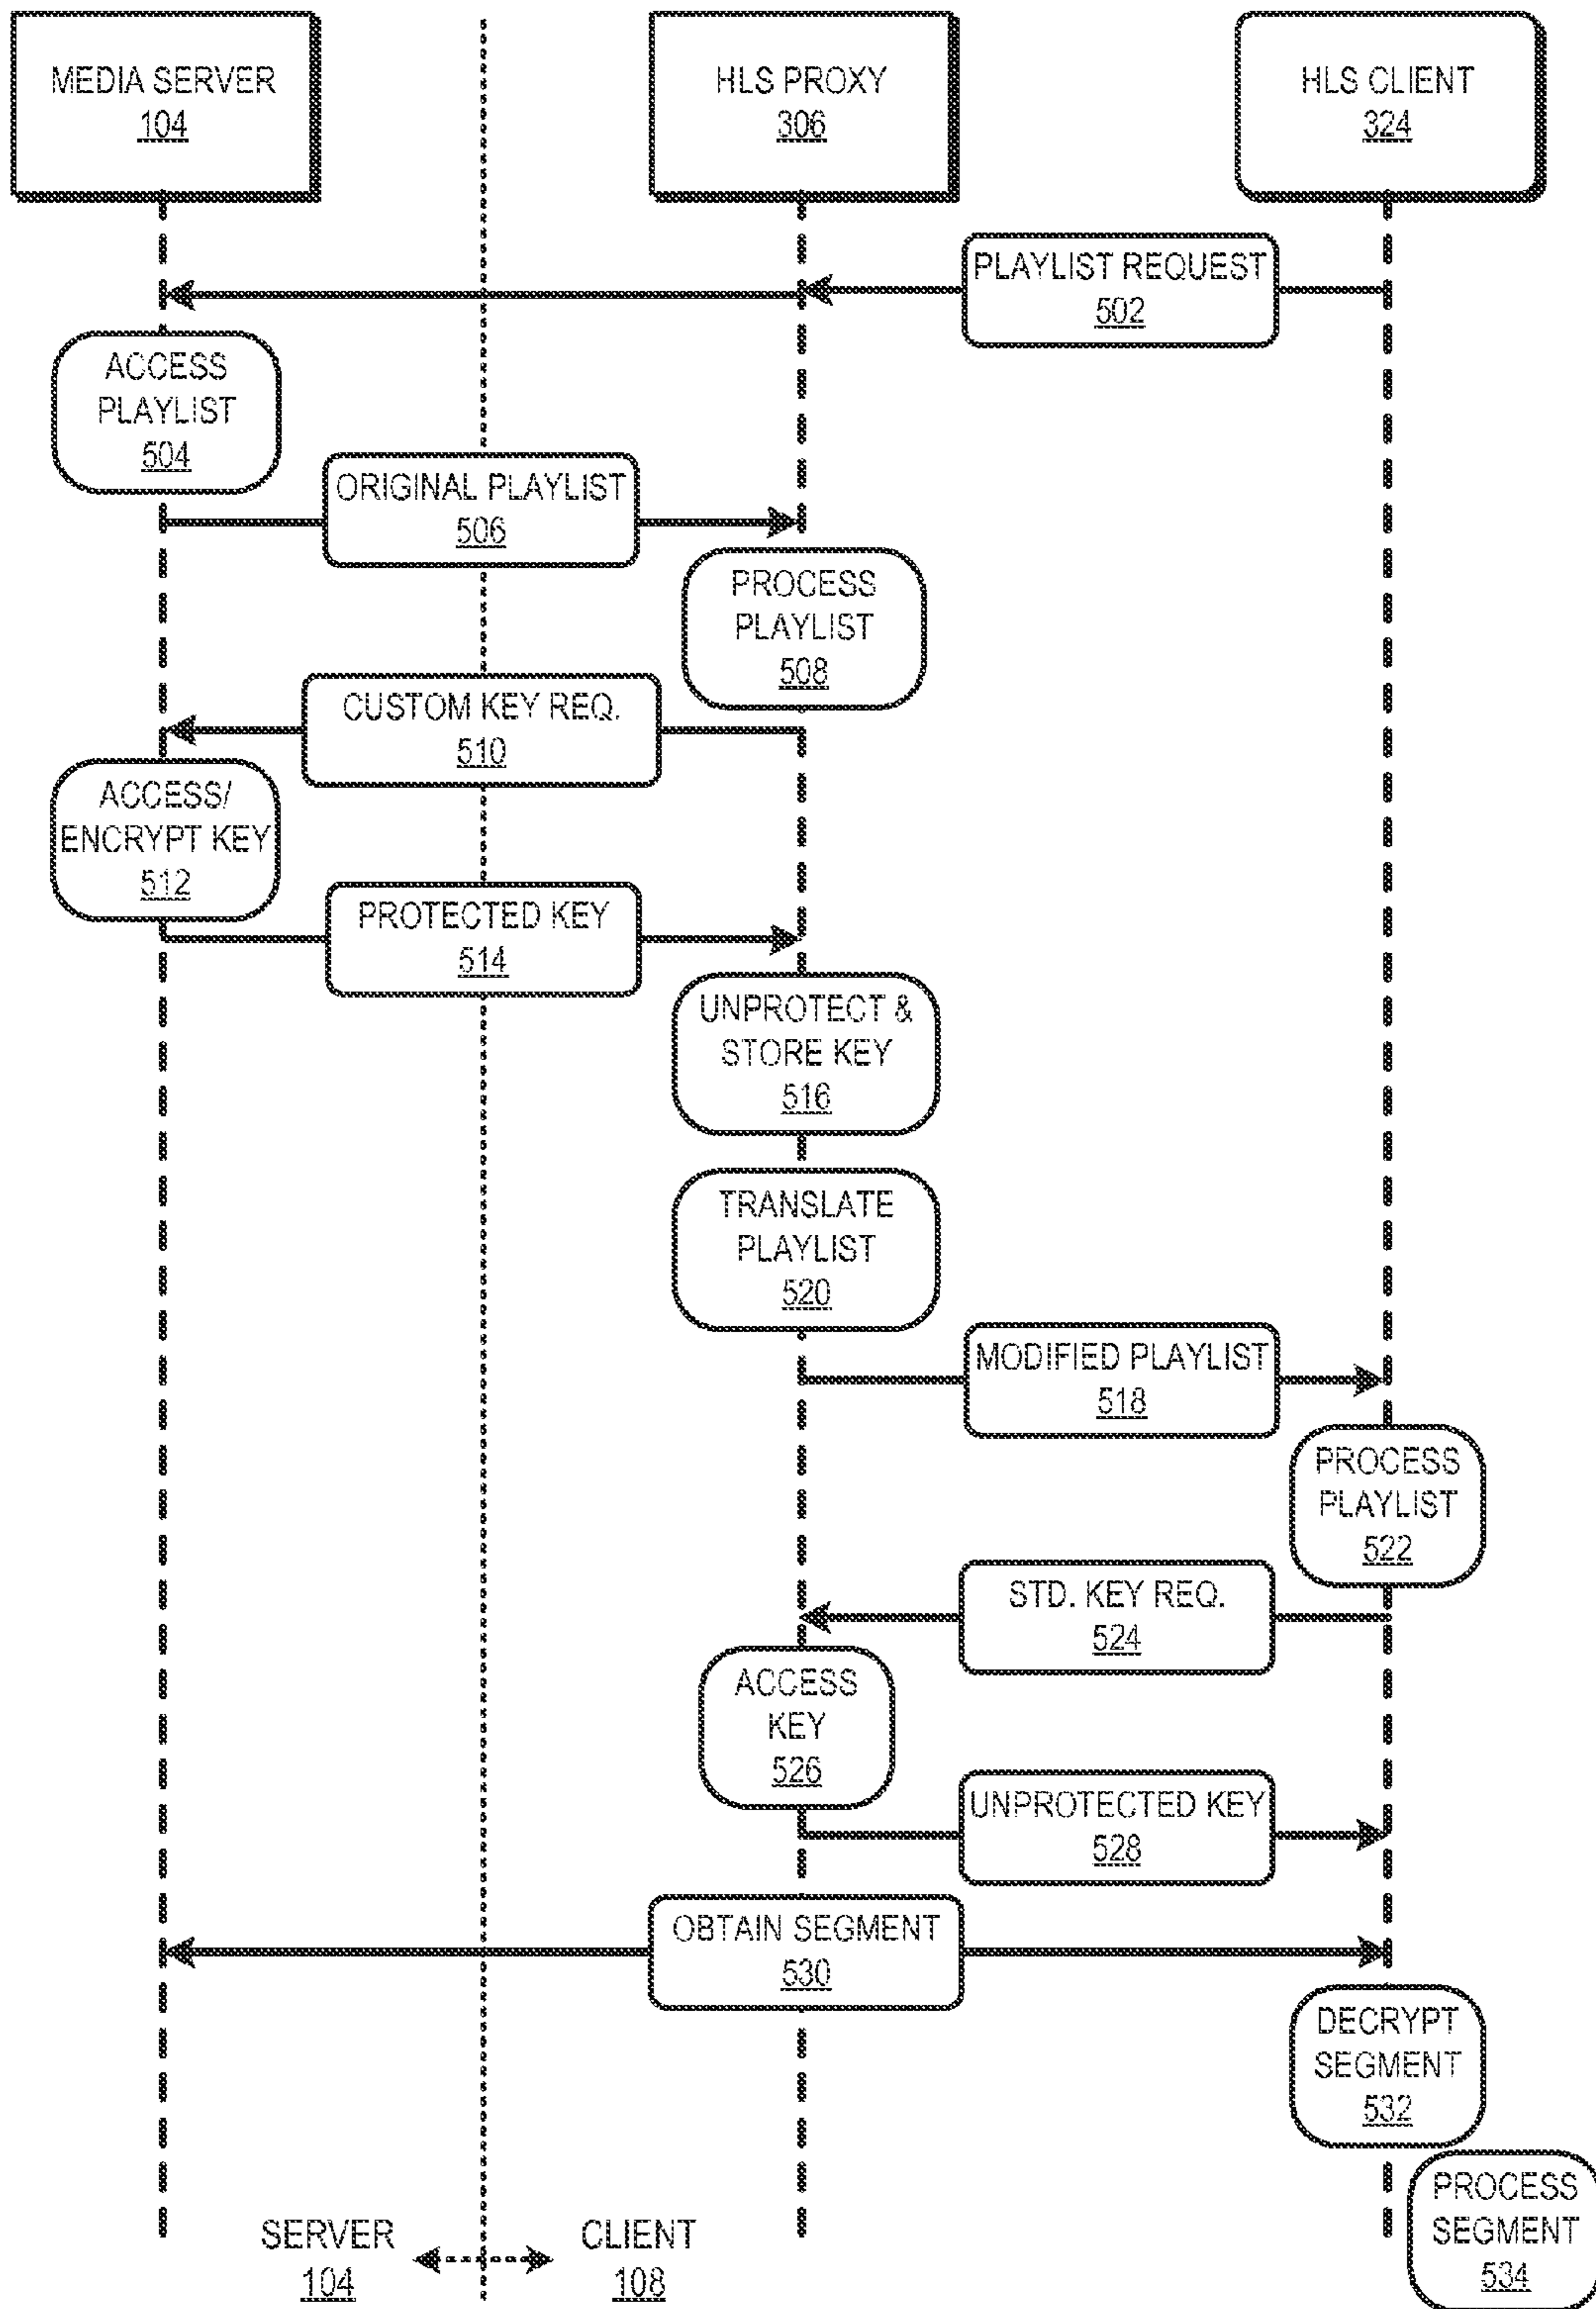 MEDIA SERVER
104
HLS PROXY
306
HLS CLIENT
324
PLAYLIST REQUEST
502
ACCESS
PLAYLIST
504
ORIGINAL PLAYLIST
506
PROCESS
PLAYLIST
508
CUSTOM KEY REQ.
510
ACCESS/
ENCRYPT KEY
512
PROTECTED KEY
514
UNPROTECT &
STORE KEY
516
TRANSLATE
PLAYLIST
520
MODIFIED PLAYLIST
518
PROCESS
PLAYLIST
522
STD. KEY REQ.
524
ACCESS
KEY
526
UNPROTECTED KEY
528
OBTAIN SEGMENT
530
DECRYPT
SEGMENT
532
PROCESS
SEGMENT
534
SERVER
104
CLIENT
108